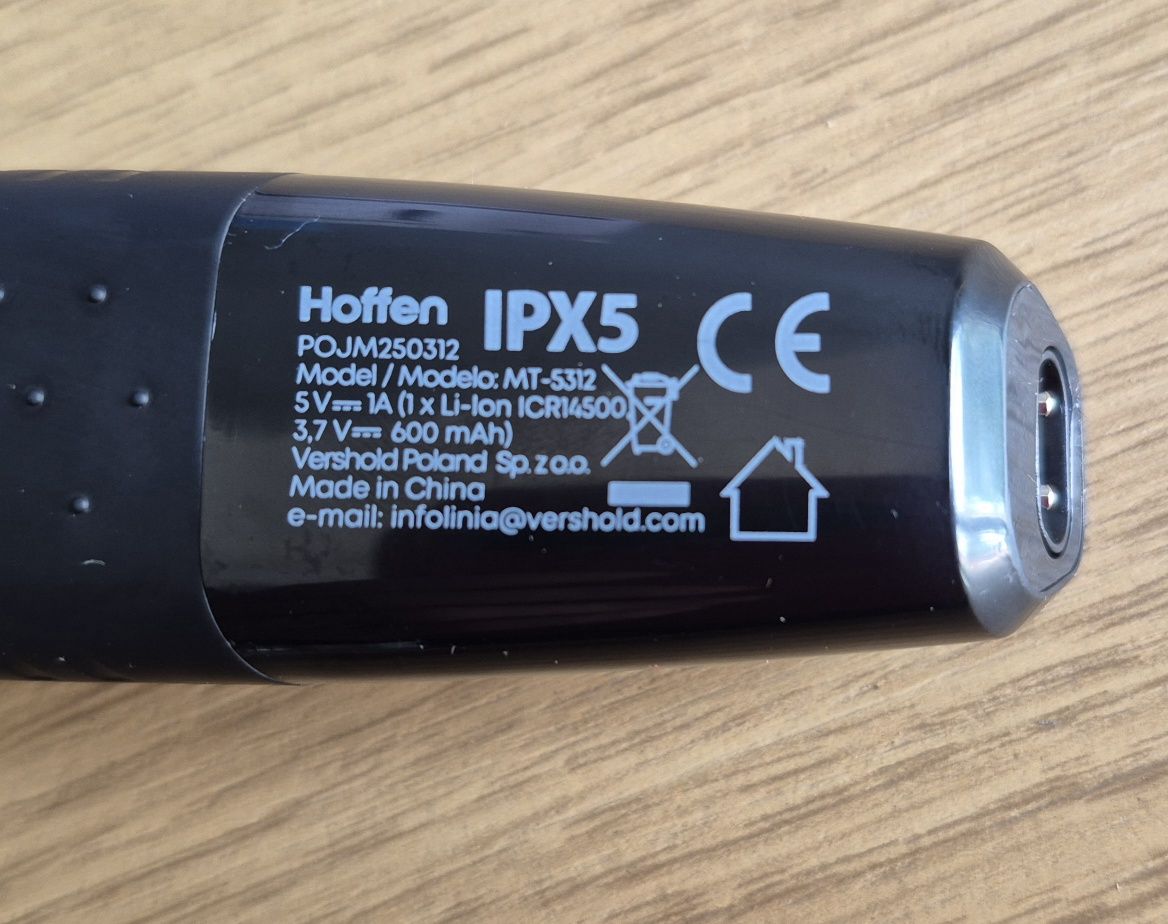 Hoffen IPX5 CE
POJM250312
Model / Modelo: MT-5312
5 V⎓ 1A (1 x Li-Ion ICR14500,
3,7 V⎓ 600 mAh)
Vershold Poland Sp. z o.o.
Made in China
e-mail: infolinia@vershold.com